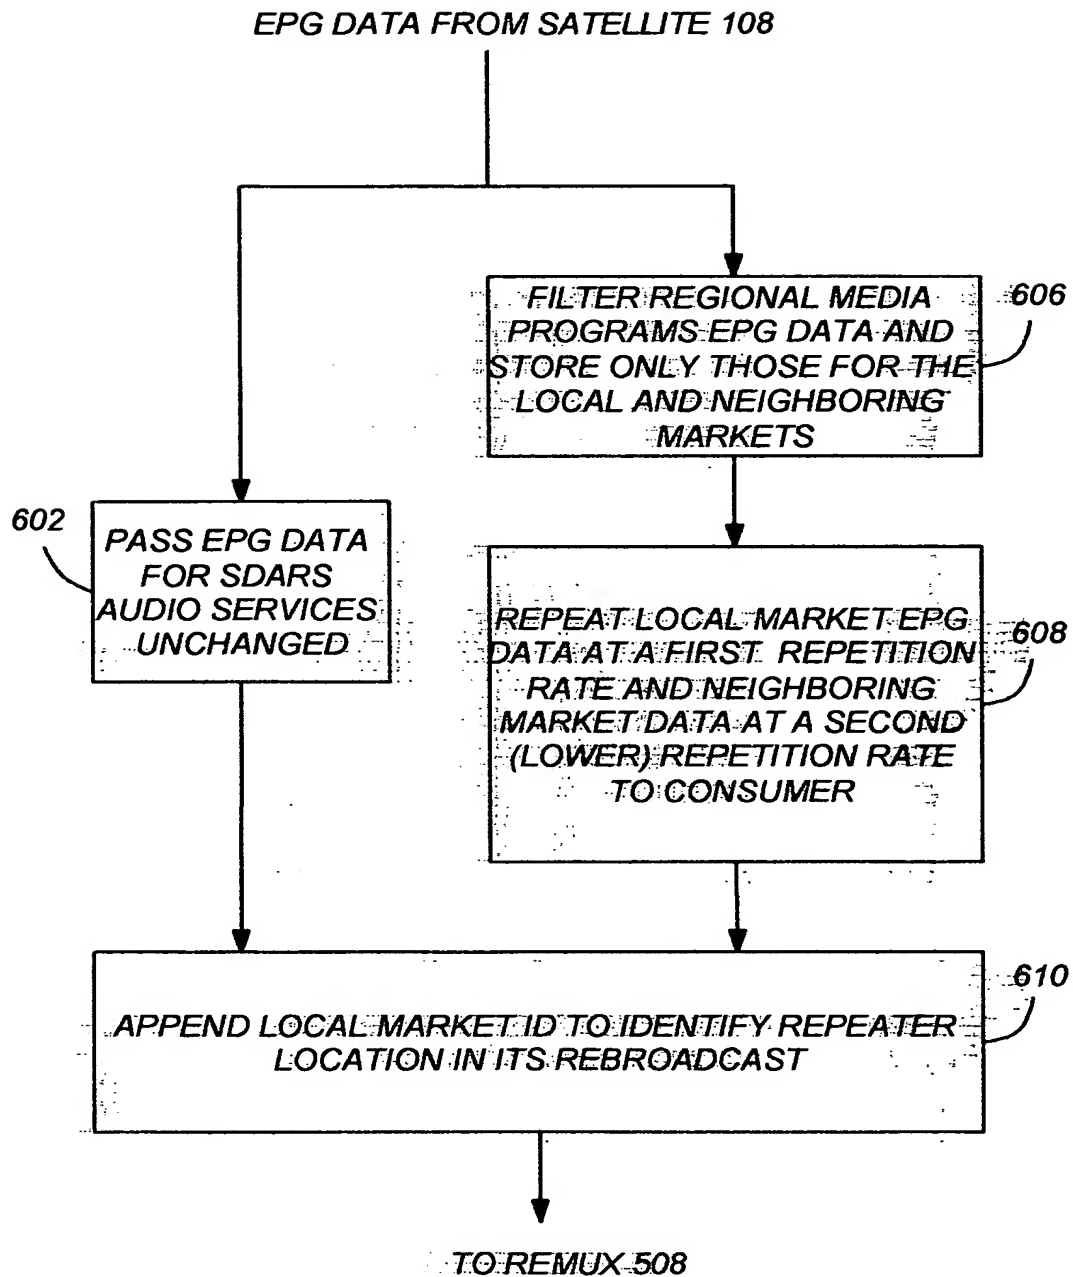 EPG DATA FROM SATELLITE 108
FILTER REGIONAL MEDIA
PROGRAMS EPG DATA AND
STORE ONLY THOSE FOR THE
LOCAL AND NEIGHBORING
MARKETS
606
602
PASS EPG DATA
FOR SDARS
AUDIO SERVICES
UNCHANGED
REPEAT LOCAL MARKET EPG
DATA AT A FIRST REPETITION
RATE AND NEIGHBORING
MARKET DATA AT A SECOND
(LOWER) REPETITION RATE
TO CONSUMER
608
APPEND LOCAL MARKET ID TO IDENTIFY REPEATER
LOCATION IN ITS REBROADCAST
610
TO REMUX 508